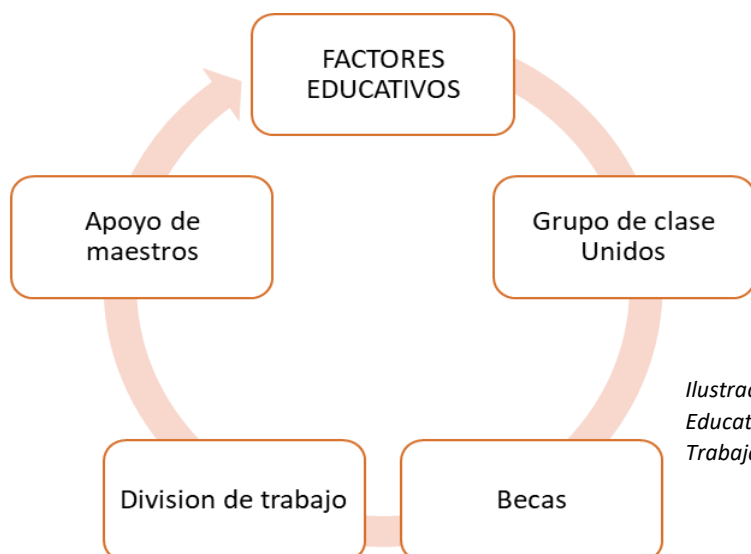 FACTORES
EDUCATIVOS
Grupo de clase
Unidos
Becas
Division de trabajo
Apoyo de
maestros